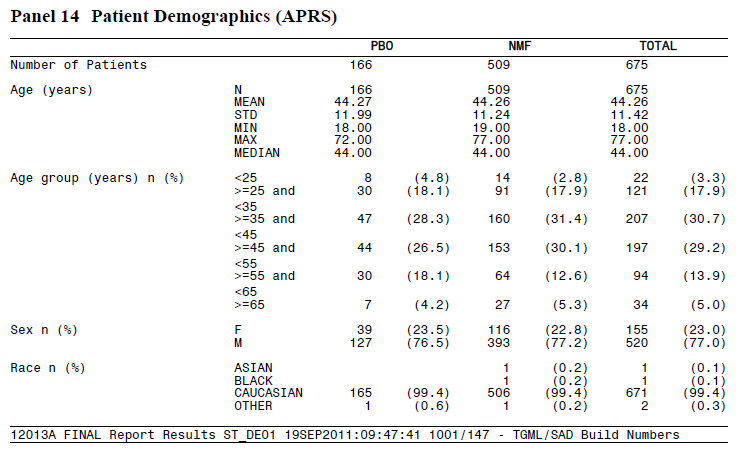 Panel 14 Patient Demographics (APRS)
PBO NMF TOTAL
Number of Patients 166 509 675
Age (years) N 166 509 675
MEAN 44.27 44.26 44.26
STD 11.99 11.24 11.42
MIN 18.00 19.00 18.00
MAX 72.00 77.00 77.00
MEDIAN 44.00 44.00 44.00
Age group (years) n (%) <25 8 (4.8) 14 (2.8) 22 (3.3)
>=25 and 30 (18.1) 91 (17.9) 121 (17.9)
<35
>=35 and 47 (28.3) 160 (31.4) 207 (30.7)
<45
>=45 and 44 (26.5) 153 (30.1) 197 (29.2)
<55
>=55 and 30 (18.1) 64 (12.6) 94 (13.9)
<65
>=65 7 (4.2) 27 (5.3) 34 (5.0)
Sex n (%) F 39 (23.5) 116 (22.8) 155 (23.0)
M 127 (76.5) 393 (77.2) 520 (77.0)
Race n (%) ASIAN 1 (0.2) 1 (0.1)
BLACK 1 (0.2) 1 (0.1)
CAUCASIAN 165 (99.4) 506 (99.4) 671 (99.4)
OTHER 1 (0.6) 1 (0.2) 2 (0.3)
12013A FINAL Report Results ST_DE01 19SEP2011:09:47:41 1001/147 - TGML/SAD Build Numbers